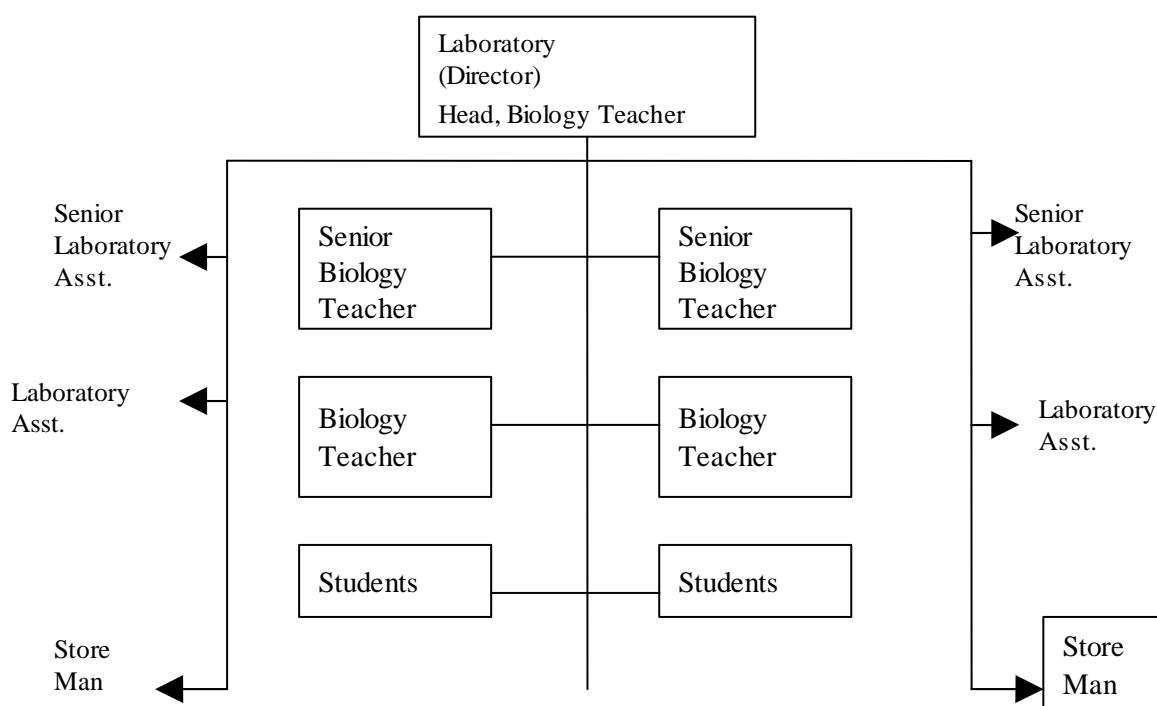 Laboratory
(Director)
Head, Biology Teacher
Senior
Laboratory
Asst.
Senior
Biology
Teacher
Senior
Biology
Teacher
Senior
Laboratory
Asst.
Laboratory
Asst.
Biology
Teacher
Biology
Teacher
Laboratory
Asst.
Students
Students
Store
Man
Store
Man